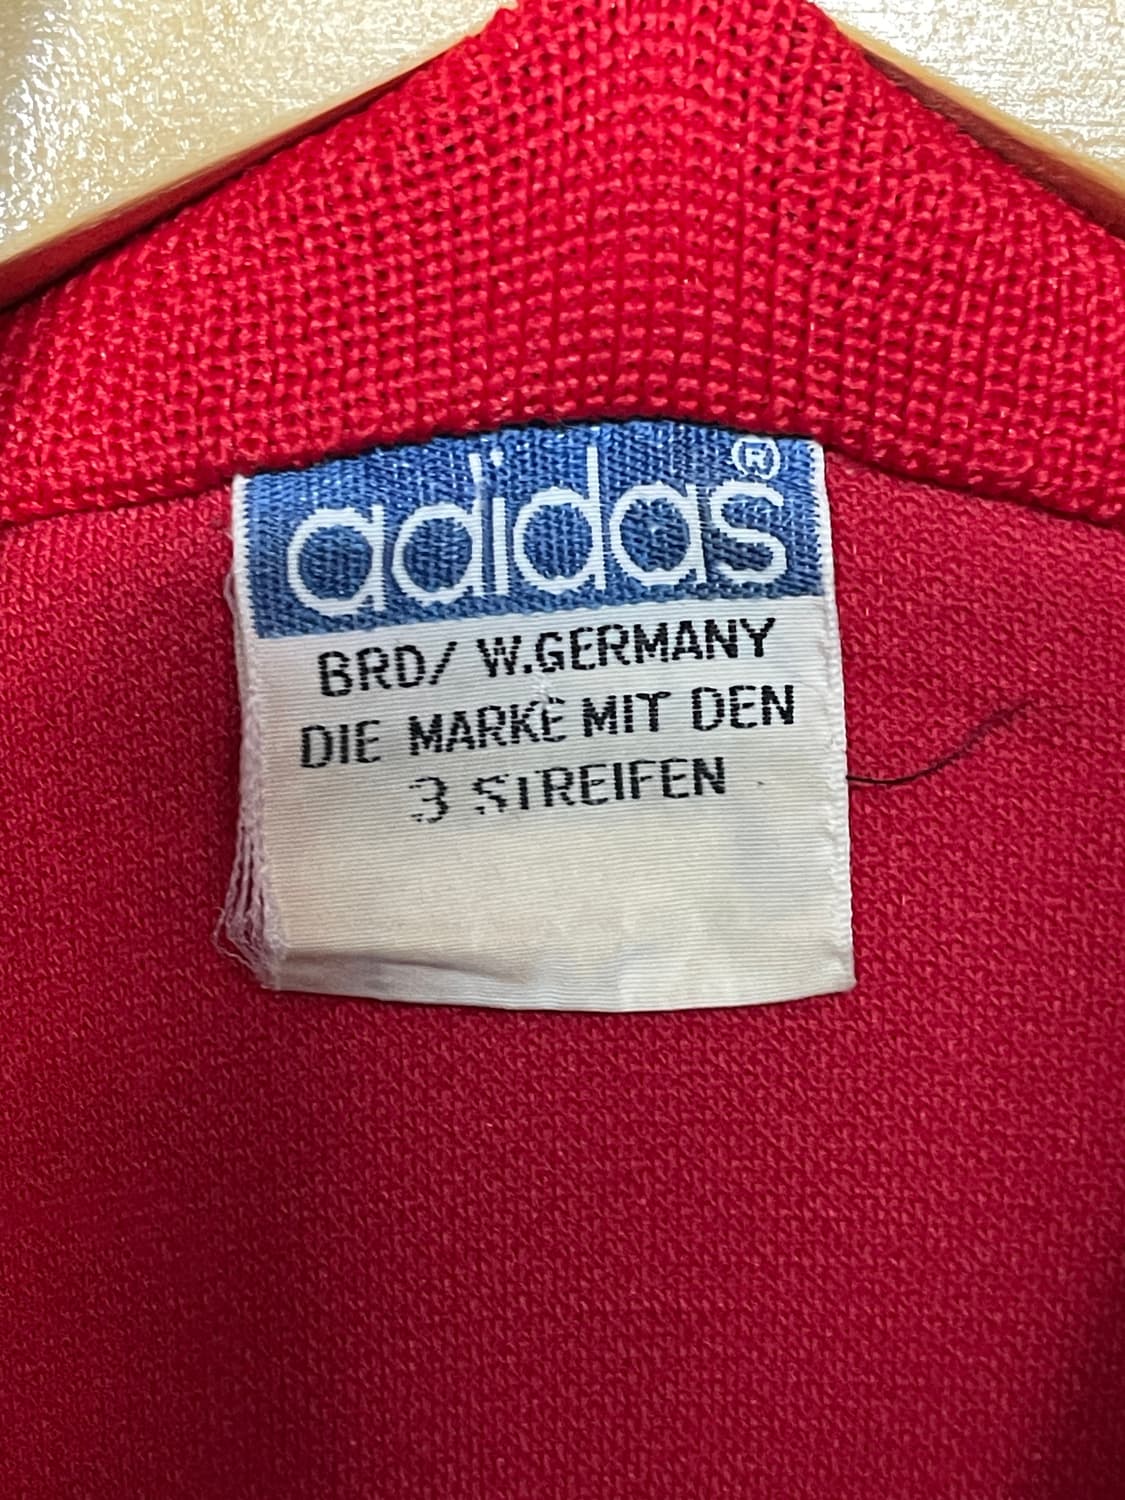 adidas®
BRD/ W.GERMANY
DIE MARKE MIT DEN
3 STREIFEN